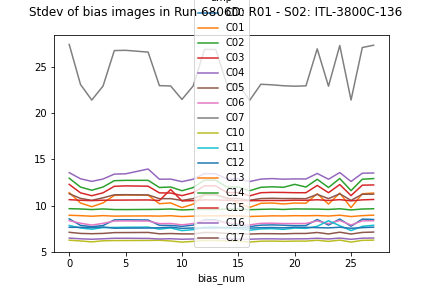 Stdev of bias images in Run 6806D R01 - S02: ITL-3800C-136
C01
C02
C03
C04
C05
C06
C07
C10
C11
C12
C13
C14
C15
C16
C17
25
20
15
10
5
0
5
10
15
20
25
bias_num